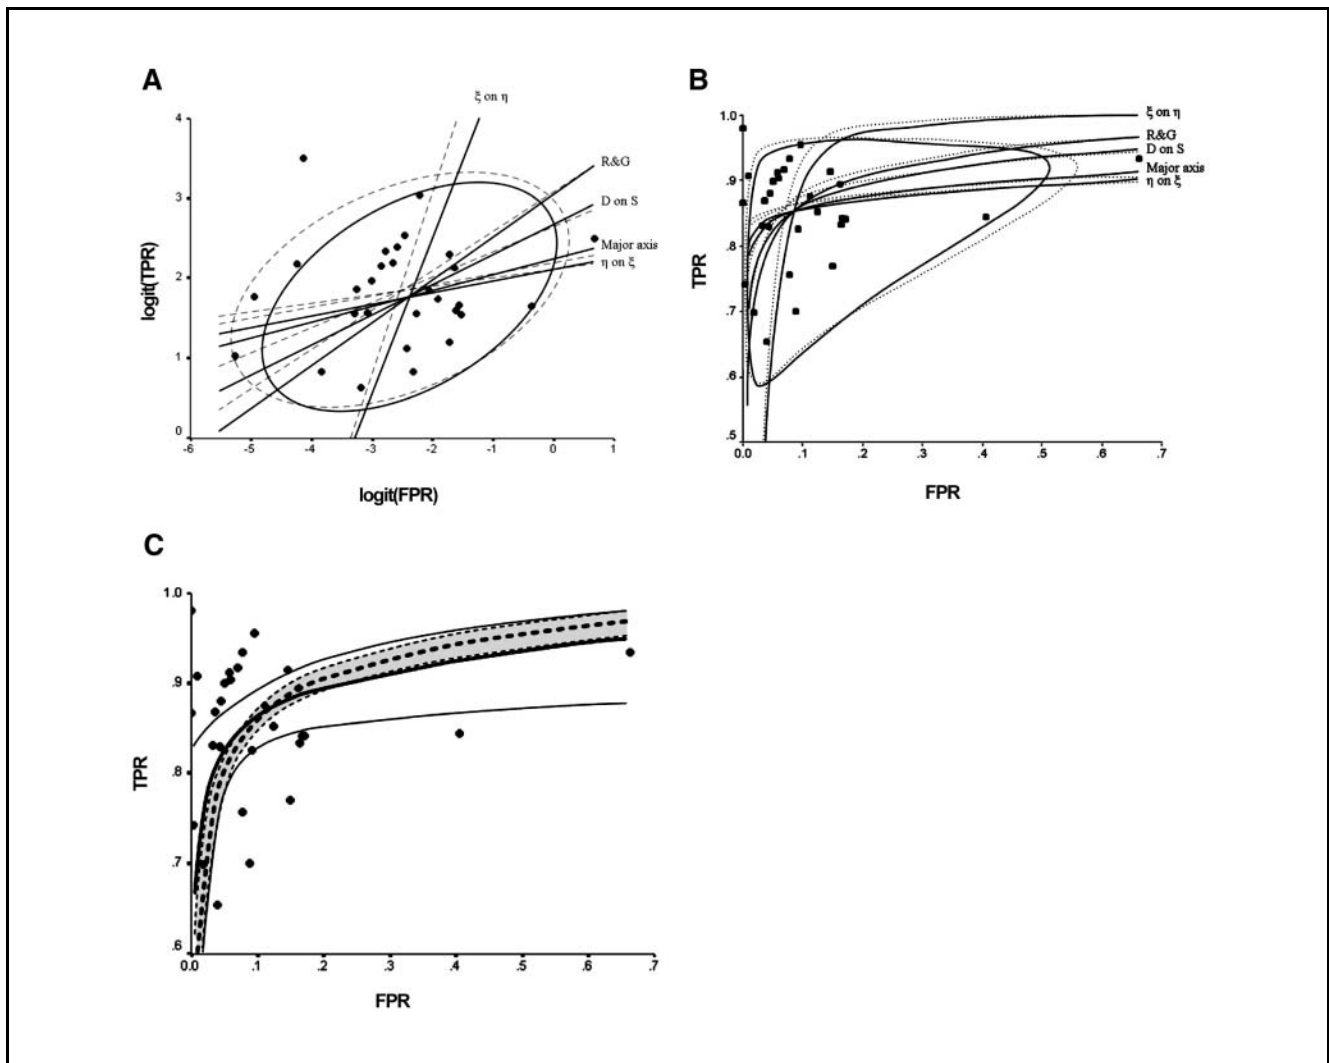 A
ξ on η
4
R&G
3
D on S
logit(TPR)
Major axis
2
η on ξ
1
0
-6 -5 -4 -3 -2 -1 0 1
logit(FPR)
B
1.0
ξ on η
R&G
D on S
.9
Major axis
η on ξ
.8
TPR
.7
.6
.5
0.0 .1 .2 .3 .4 .5 .6 .7
FPR
C
1.0
.9
.8
TPR
.7
.6
0.0 .1 .2 .3 .4 .5 .6 .7
FPR